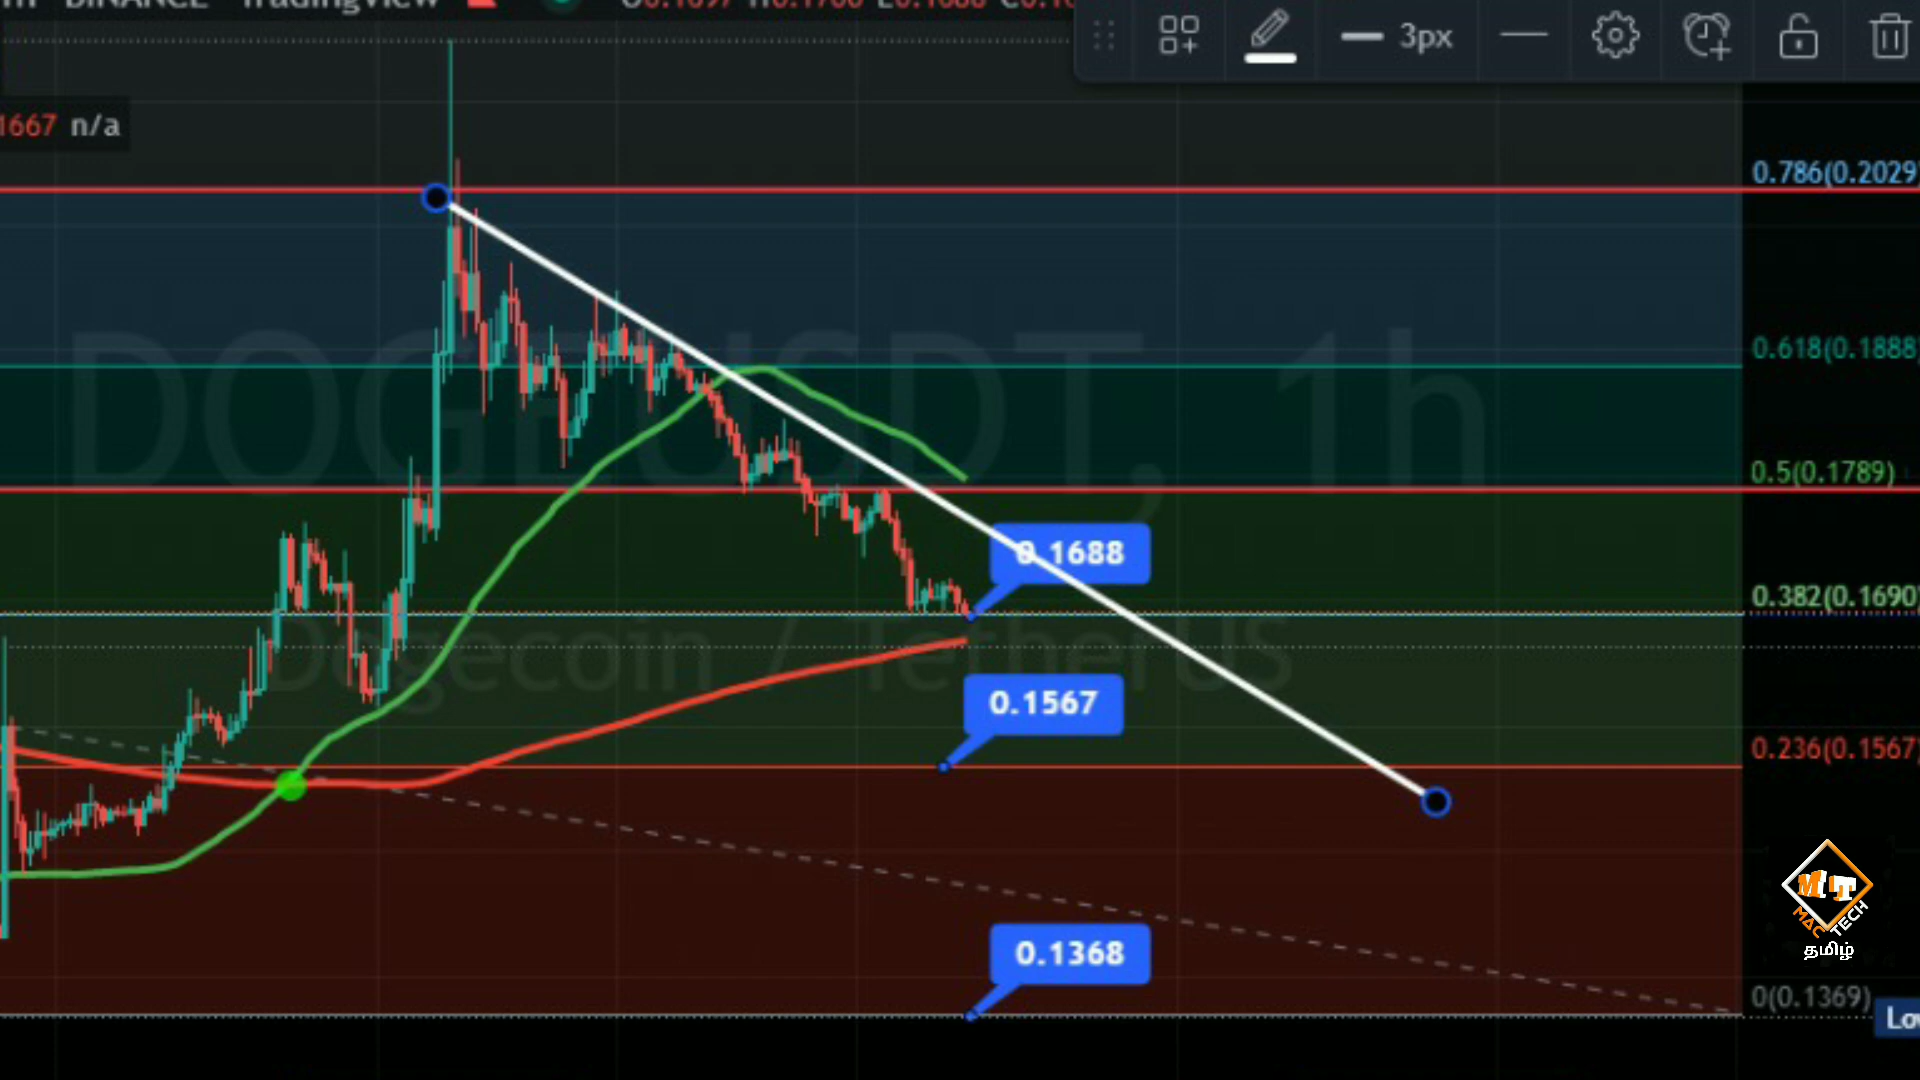 BINANCE TradingView
3px
1667 n/a
0.786(0.2029
DOGEUSDT, 1h
0.618(0.1888
0.5(0.1789)
0.1688
0.382(0.1690
Dogecoin / TetherUS
0.1567
0.236(0.1567
0.1368
0(0.1369)
MT
MAC TECH
தமிழ்